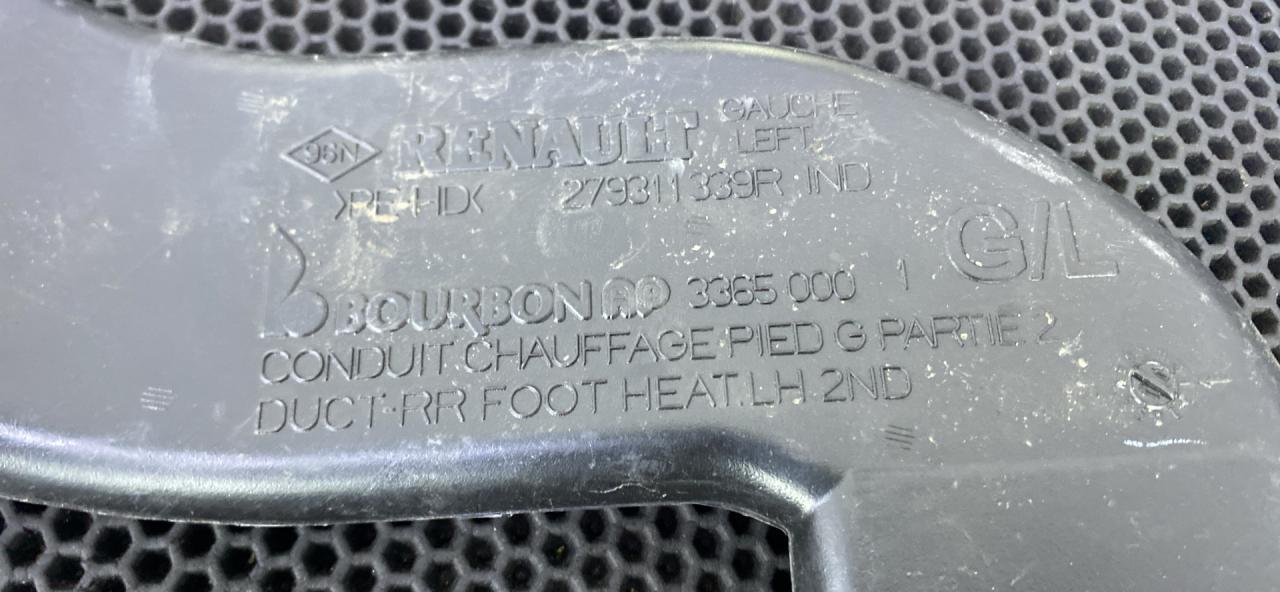 GAUCHE
96N RENAULT LEFT
>PE-HD< 279311339R IND
G/L
BOURBON AP 3365 000 1
CONDUIT CHAUFFAGE PIED G PARTIE 2
DUCT-RR FOOT HEAT.LH 2ND